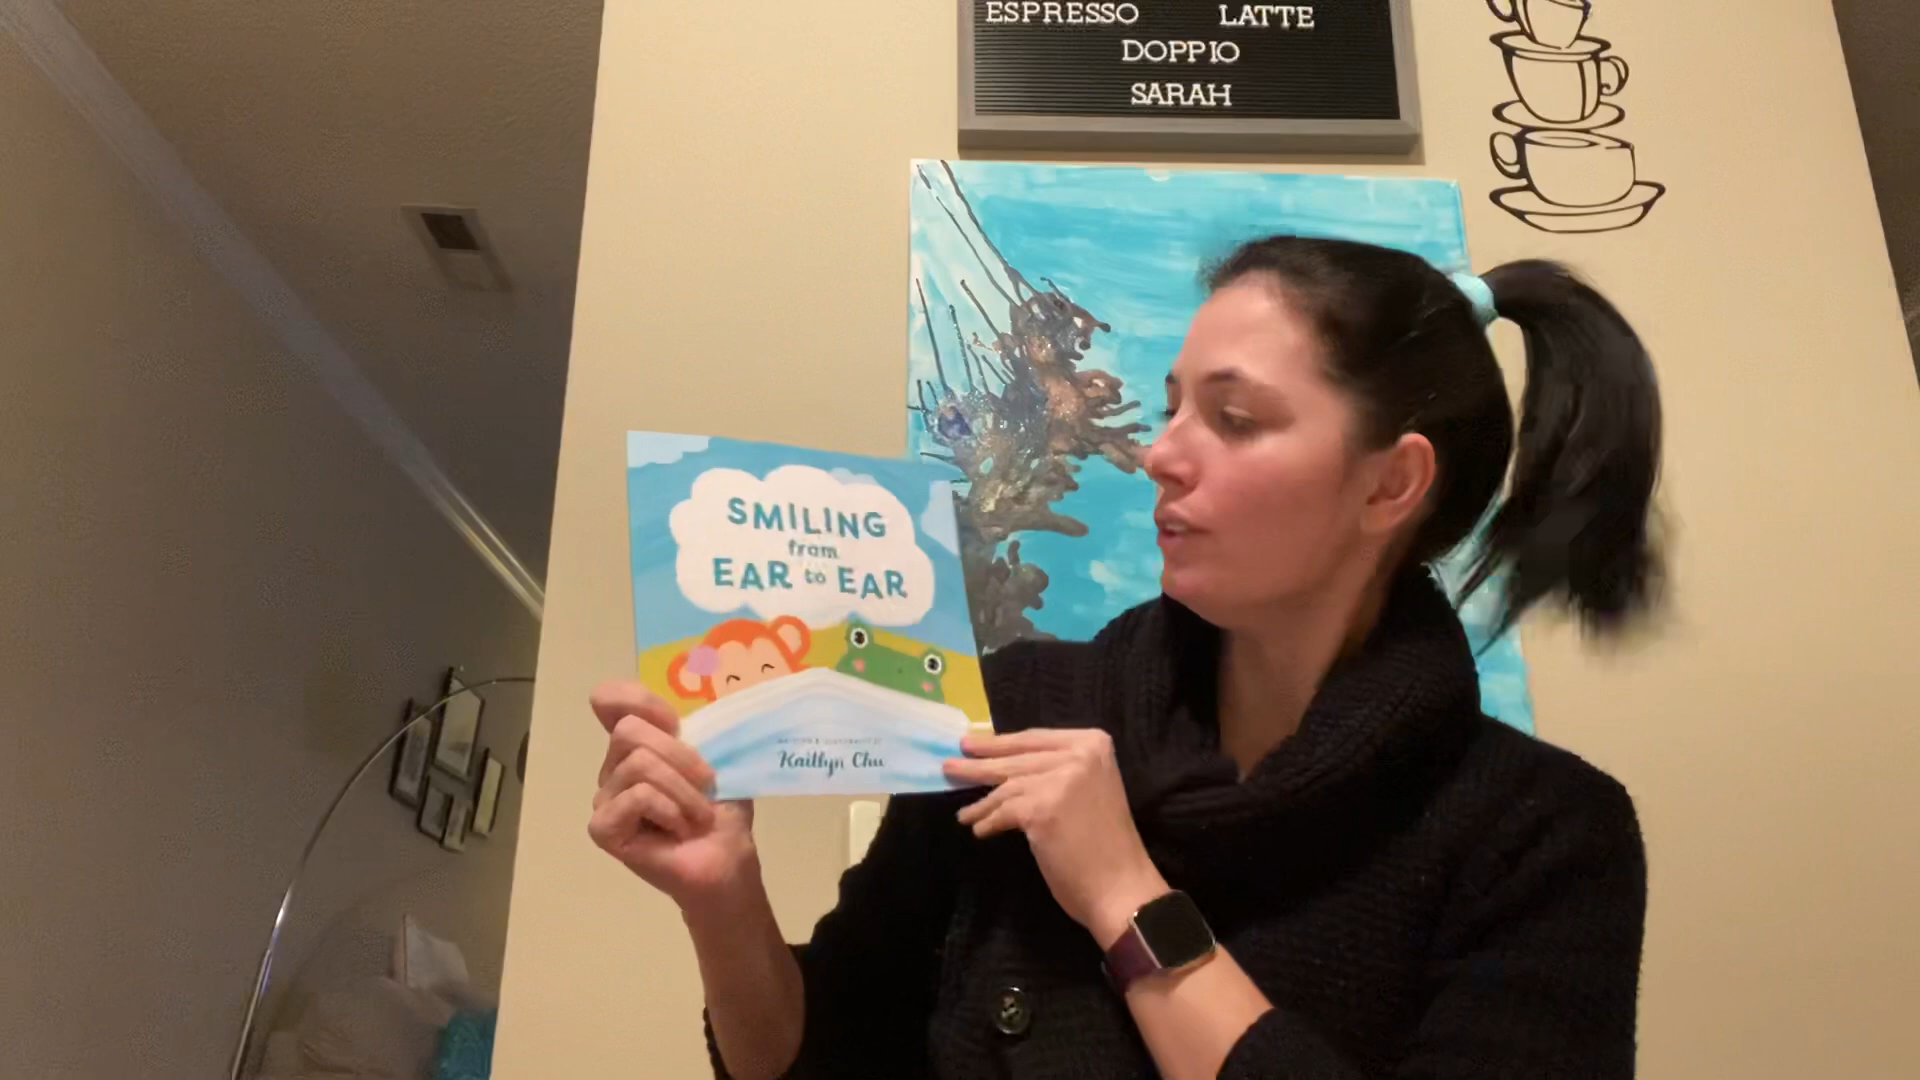 ESPRESSO LATTE
DOPPIO
SARAH
SMILING
from
EAR to EAR
Kaitlyn Chu